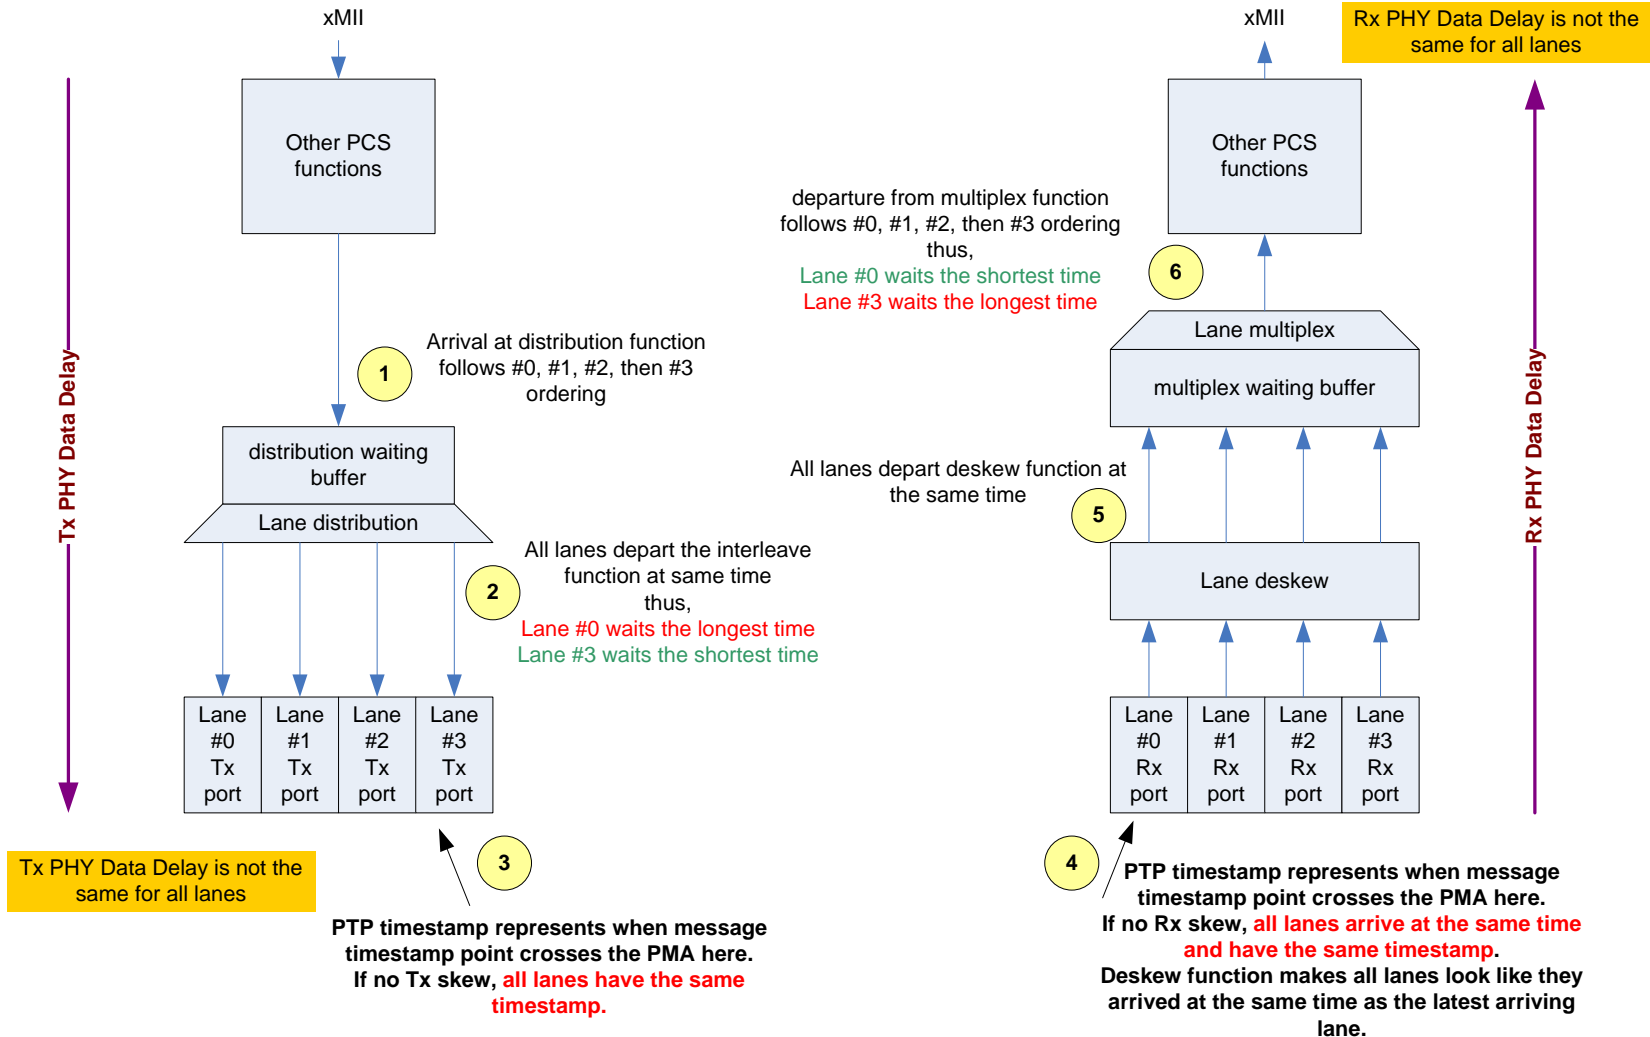 xMII
Other PCS
functions
1
Arrival at distribution function
follows #0, #1, #2, then #3
ordering
distribution waiting
buffer
Lane distribution
2
All lanes depart the interleave
function at same time
thus,
Lane #0 waits the longest time
Lane #3 waits the shortest time
Lane
#0
Tx
port
Lane
#1
Tx
port
Lane
#2
Tx
port
Lane
#3
Tx
port
3
PTP timestamp represents when message
timestamp point crosses the PMA here.
If no Tx skew, all lanes have the same
timestamp.
Tx PHY Data Delay
Tx PHY Data Delay is not the
same for all lanes
xMII
Rx PHY Data Delay is not the
same for all lanes
Other PCS
functions
departure from multiplex function
follows #0, #1, #2, then #3 ordering
thus,
Lane #0 waits the shortest time
Lane #3 waits the longest time
6
Lane multiplex
multiplex waiting buffer
All lanes depart deskew function at
the same time
5
Lane deskew
Lane
#0
Rx
port
Lane
#1
Rx
port
Lane
#2
Rx
port
Lane
#3
Rx
port
4
PTP timestamp represents when message
timestamp point crosses the PMA here.
If no Rx skew, all lanes arrive at the same time
and have the same timestamp.
Deskew function makes all lanes look like they
arrived at the same time as the latest arriving
lane.
Rx PHY Data Delay